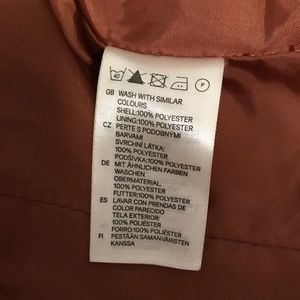 40 P
GB WASH WITH SIMILAR
COLOURS
SHELL:100% POLYESTER
LINING:100% POLYESTER
CZ PERTE S PODOBNÝMI
BARVAMI
SVRCHNÍ LÁTKA:
100% POLYESTER
PODŠÍVKA:100% POLYESTER
DE MIT ÄHNLICHEN FARBEN
WASCHEN
OBERMATERIAL:
100% POLYESTER
FUTTER:100% POLYESTER
ES LAVAR CON PRENDAS DE
COLOR PARECIDO
TELA EXTERIOR:
100% POLIÉSTER
FORRO:100% POLIÉSTER
FI PESTÄÄN SAMANVÄRISTEN
KANSSA